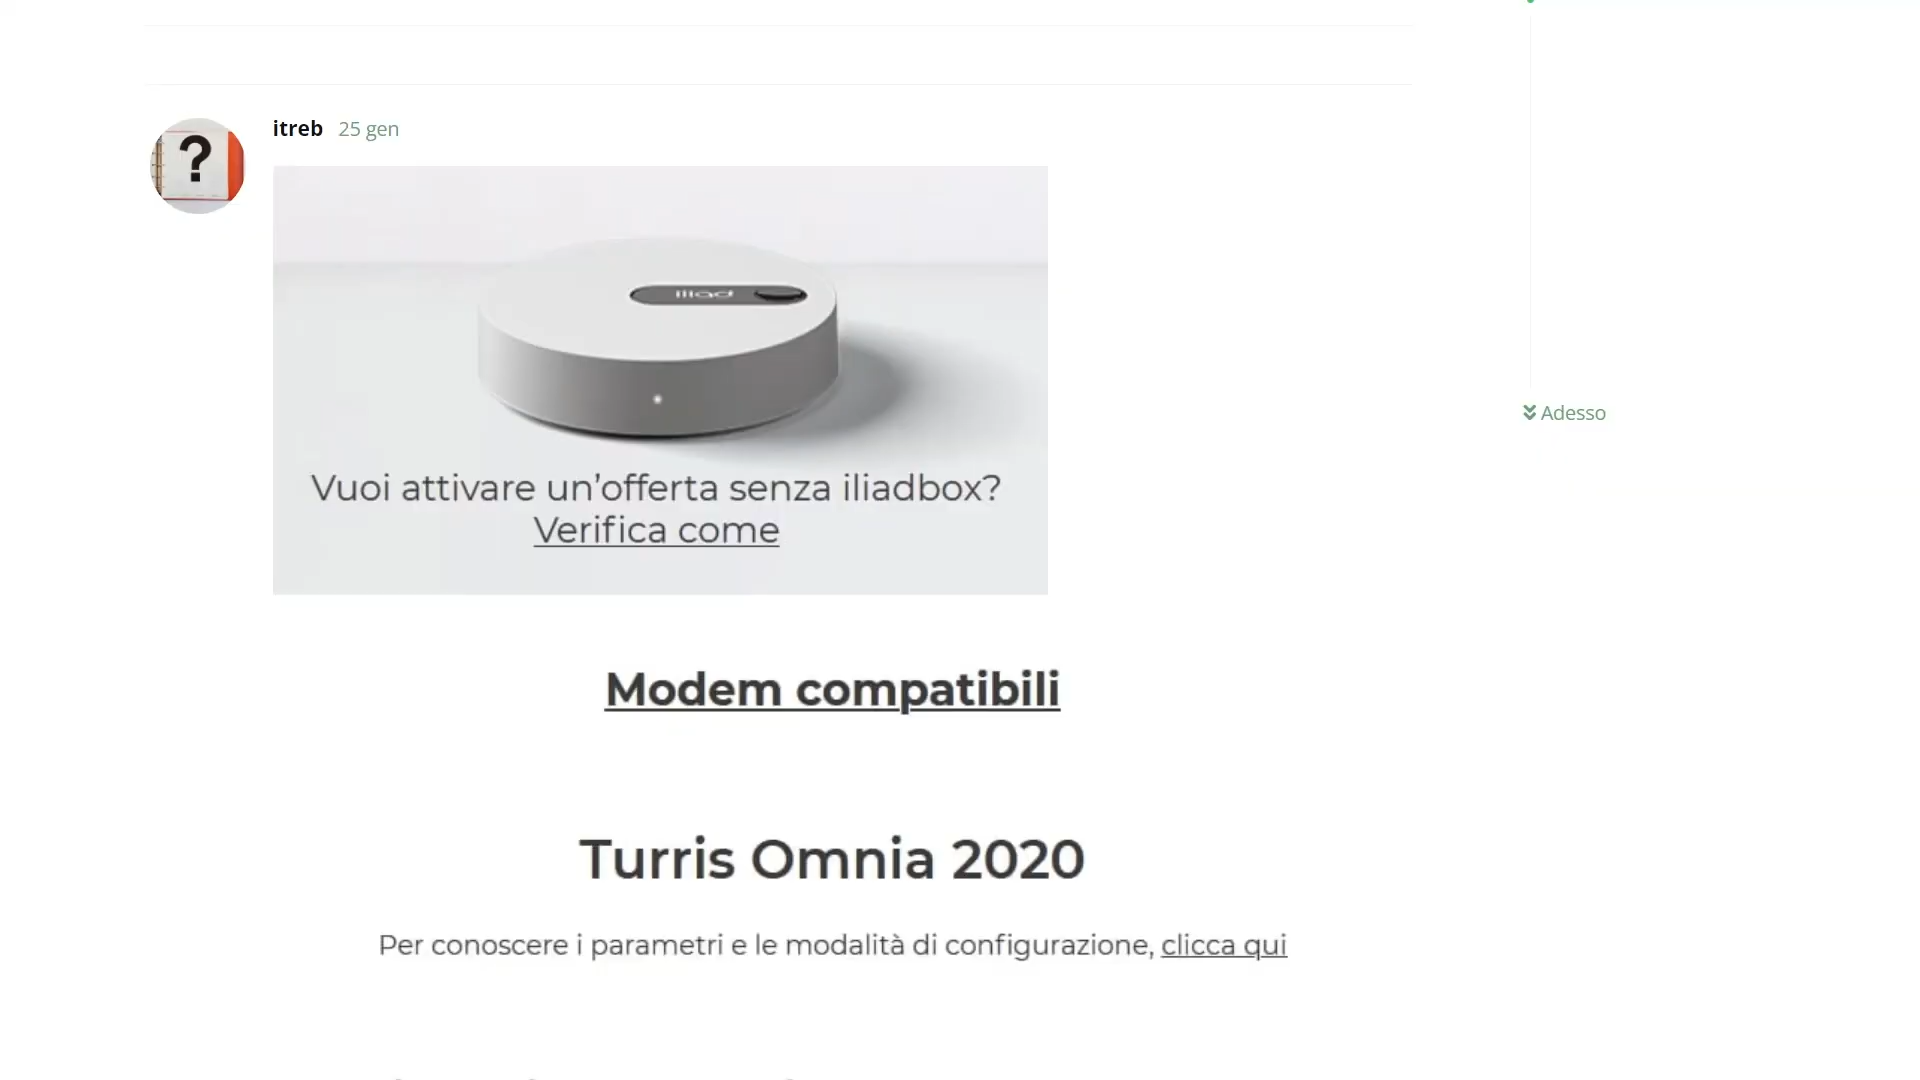 itreb 25 gen
?
iliad
Vuoi attivare un’offerta senza iliadbox?
Verifica come
Adesso
Modem compatibili
Turris Omnia 2020
Per conoscere i parametri e le modalità di configurazione, clicca qui